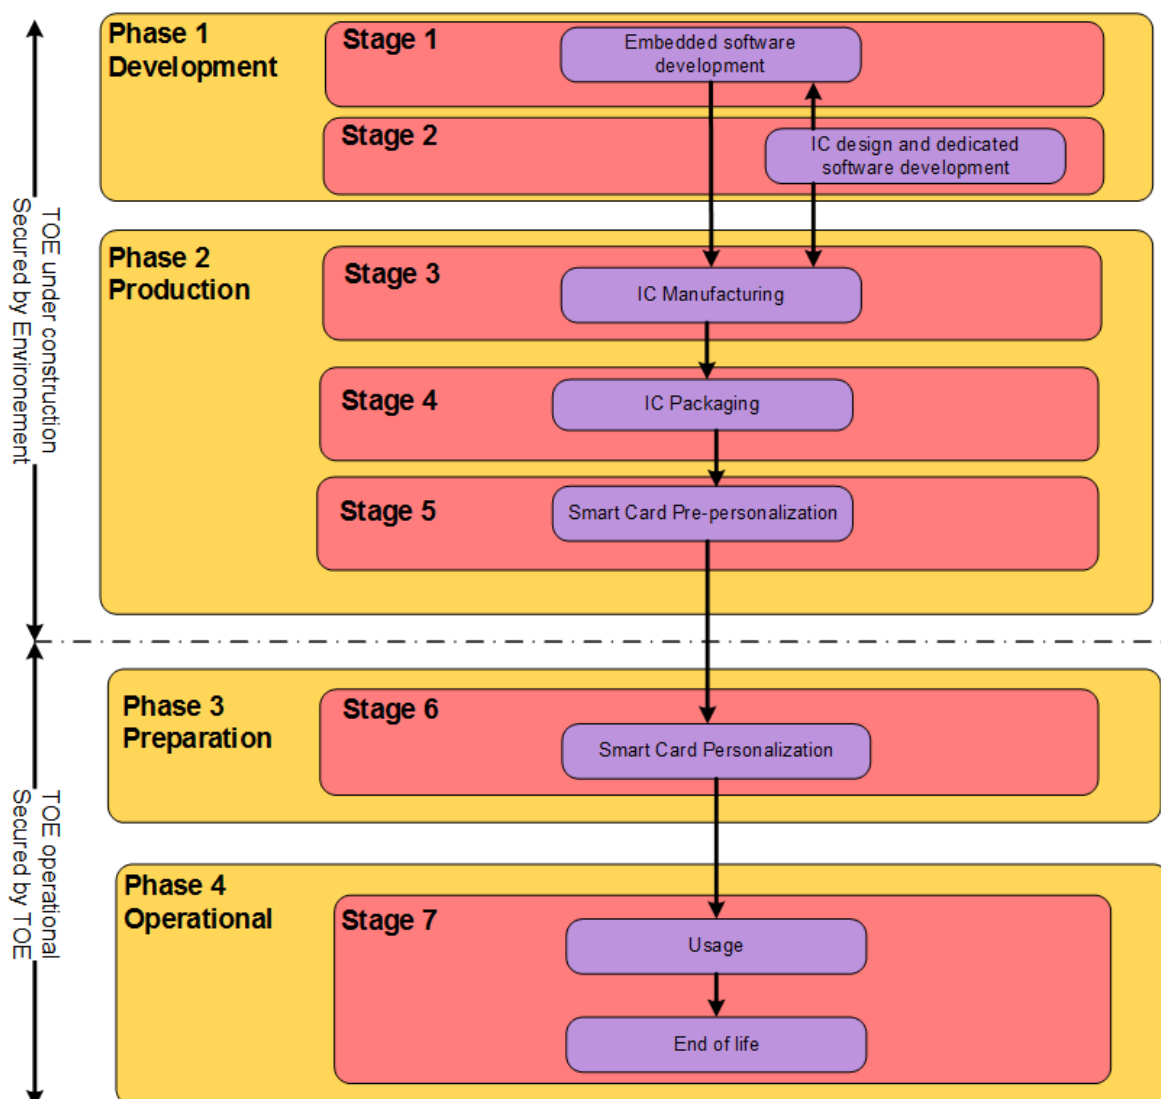 Phase 1
Development
Stage 1
Embedded software
development
Stage 2
IC design and dedicated
software development
TOE under construction
Secured by Environement
Phase 2
Production
Stage 3
IC Manufacturing
Stage 4
IC Packaging
Stage 5
Smart Card Pre-personalization
Phase 3
Preparation
Stage 6
Smart Card Personalization
TOE operational
Secured by TOE
Phase 4
Operational
Stage 7
Usage
End of life